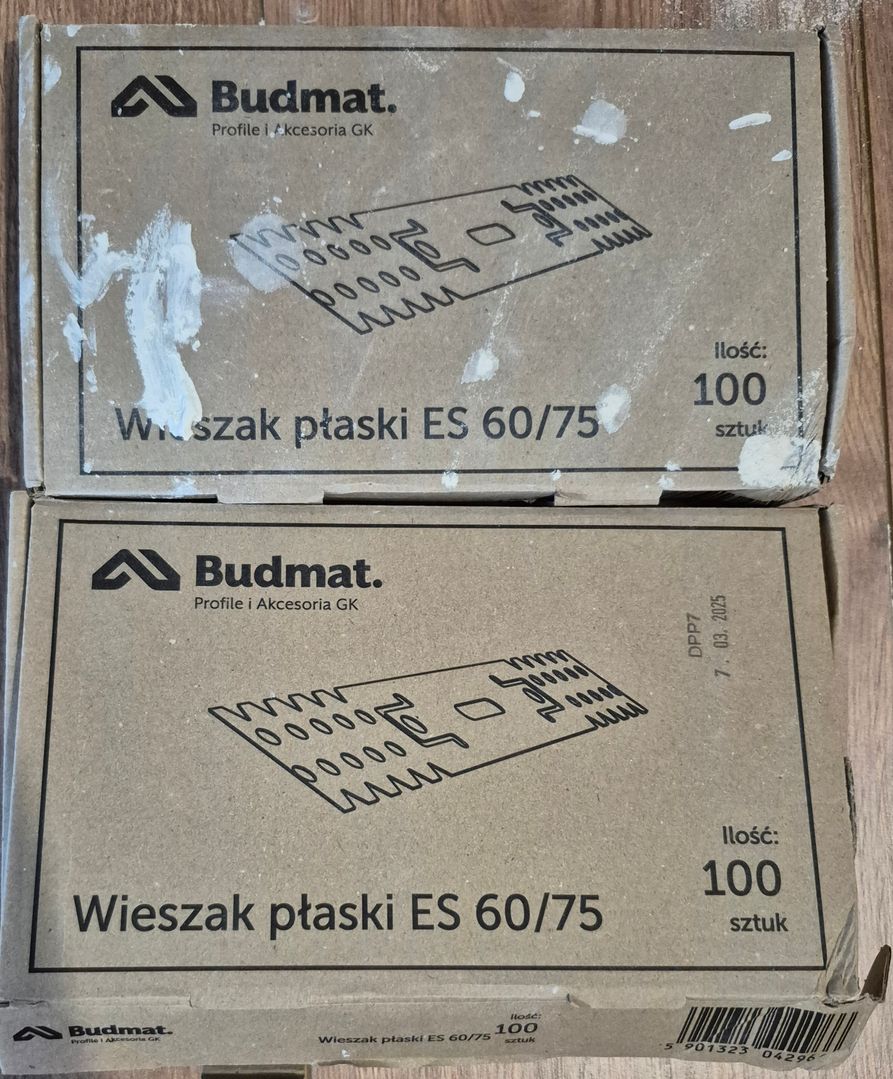 Budmat.
Profile i Akcesoria GK
Ilość:
100
sztuk
Wieszak płaski ES 60/75
Budmat.
Profile i Akcesoria GK
DPP7
7. 03. 2025
Ilość:
100
sztuk
Wieszak płaski ES 60/75
Budmat.
Profile i Akcesoria GK
Wieszak płaski ES 60/75
Ilość:
100
sztuk
5 901323 04296